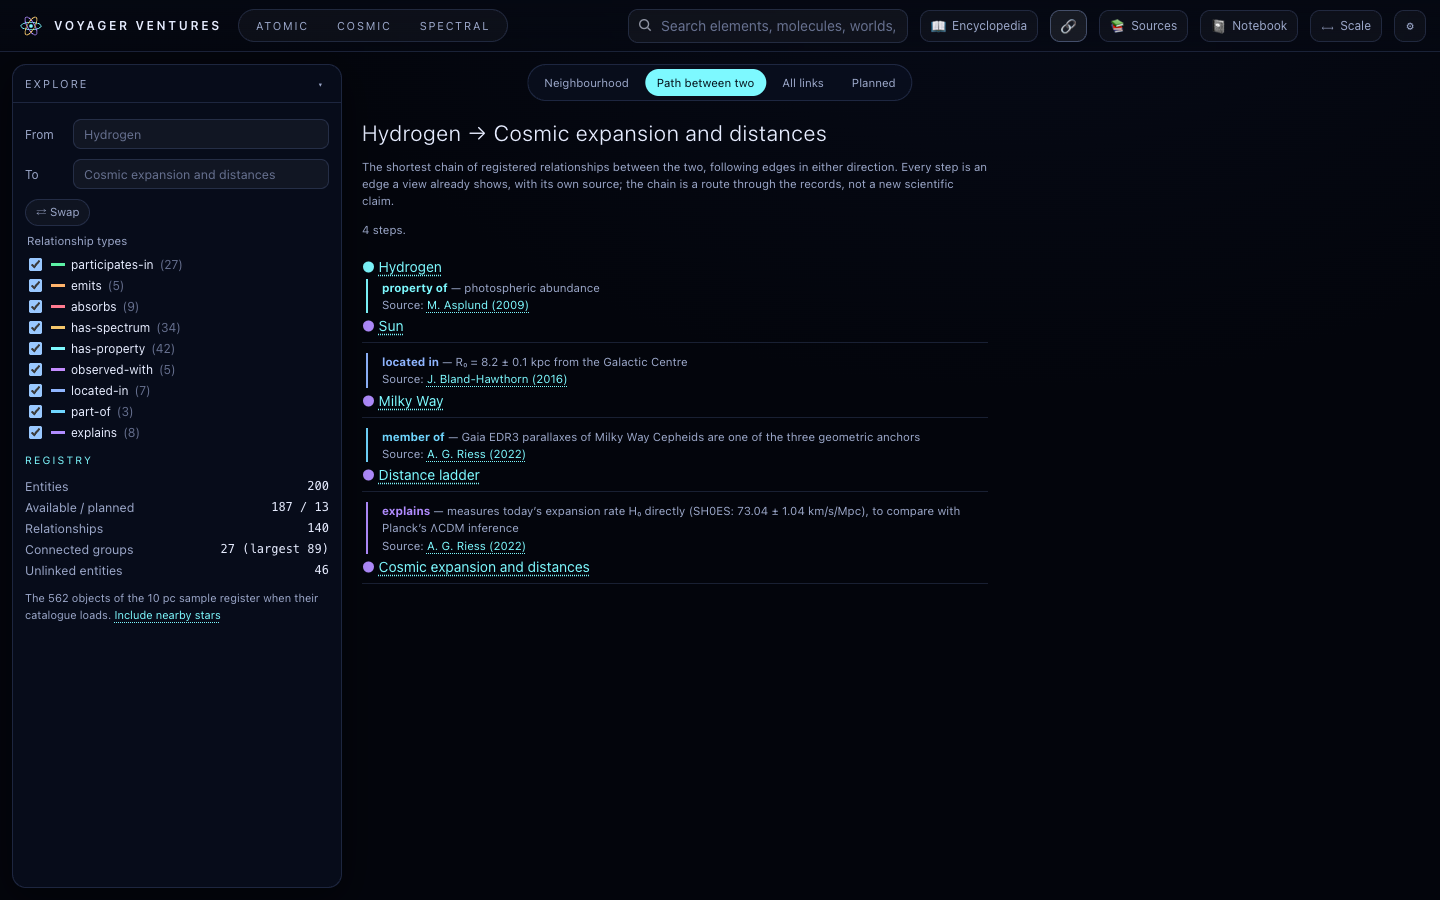 VOYAGER VENTURES
ATOMIC
COSMIC
SPECTRAL
Search elements, molecules, worlds,
Encyclopedia
Sources
Notebook
Scale
EXPLORE
From
Hydrogen
To
Cosmic expansion and distances
⇄ Swap
Relationship types
participates-in (27)
emits (5)
absorbs (9)
has-spectrum (34)
has-property (42)
observed-with (5)
located-in (7)
part-of (3)
explains (8)
REGISTRY
Entities 200
Available / planned 187 / 13
Relationships 140
Connected groups 27 (largest 89)
Unlinked entities 46
The 562 objects of the 10 pc sample register when their
catalogue loads. Include nearby stars
Neighbourhood
Path between two
All links
Planned
Hydrogen → Cosmic expansion and distances
The shortest chain of registered relationships between the two, following edges in either direction. Every step is an
edge a view already shows, with its own source; the chain is a route through the records, not a new scientific
claim.
4 steps.
Hydrogen
property of — photospheric abundance
Source: M. Asplund (2009)
Sun
located in — R₀ = 8.2 ± 0.1 kpc from the Galactic Centre
Source: J. Bland-Hawthorn (2016)
Milky Way
member of — Gaia EDR3 parallaxes of Milky Way Cepheids are one of the three geometric anchors
Source: A. G. Riess (2022)
Distance ladder
explains — measures today's expansion rate H₀ directly (SH0ES: 73.04 ± 1.04 km/s/Mpc), to compare with
Planck's ΛCDM inference
Source: A. G. Riess (2022)
Cosmic expansion and distances